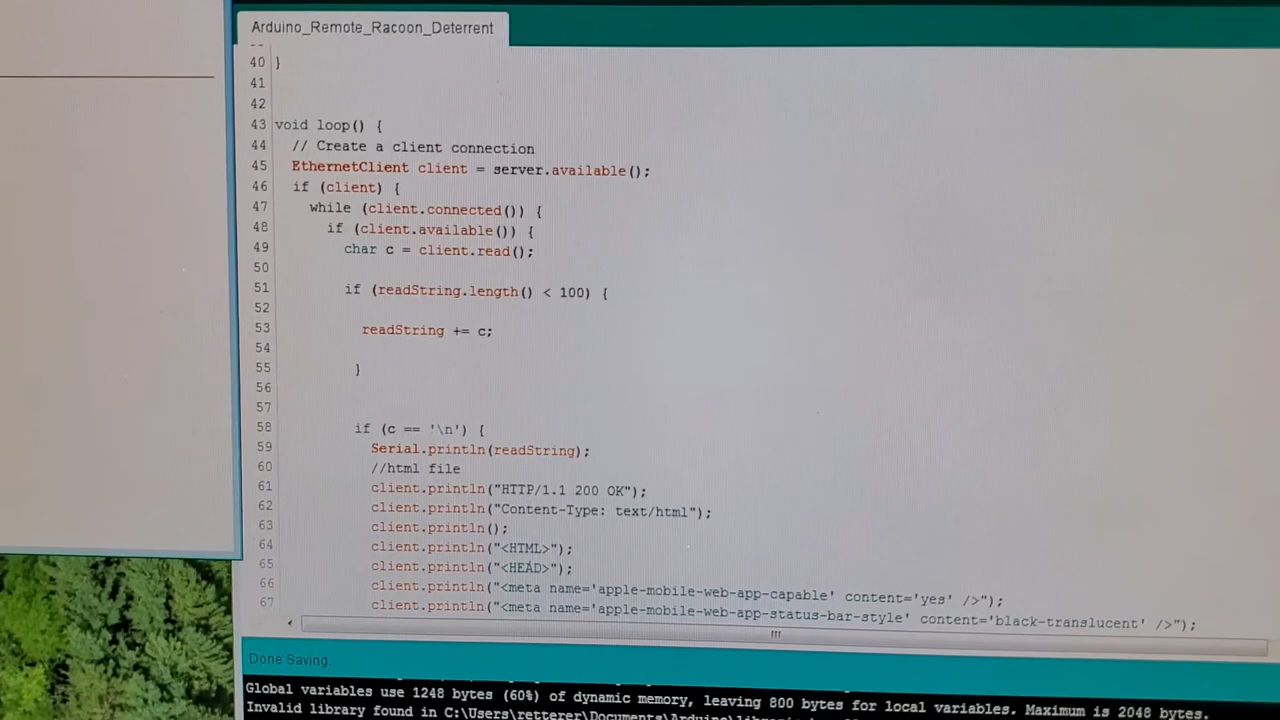 Arduino_Remote_Racoon_Deterrent
40 }
41
42
43 void loop() {
44 // Create a client connection
45 EthernetClient client = server.available();
46 if (client) {
47 while (client.connected()) {
48 if (client.available()) {
49 char c = client.read();
50
51 if (readString.length() < 100) {
52
53 readString += c;
54
55 }
56
57
58 if (c == '\n') {
59 Serial.println(readString);
60 //html file
61 client.println("HTTP/1.1 200 OK");
62 client.println("Content-Type: text/html");
63 client.println();
64 client.println("<HTML>");
65 client.println("<HEAD>");
66 client.println("<meta name='apple-mobile-web-app-capable' content='yes' />");
67 client.println("<meta name='apple-mobile-web-app-status-bar-style' content='black-translucent' />");
Done Saving.
Global variables use 1248 bytes (60%) of dynamic memory, leaving 800 bytes for local variables. Maximum is 2048 bytes.
Invalid library found in C:\Users\retterer\Documents\Arduino\